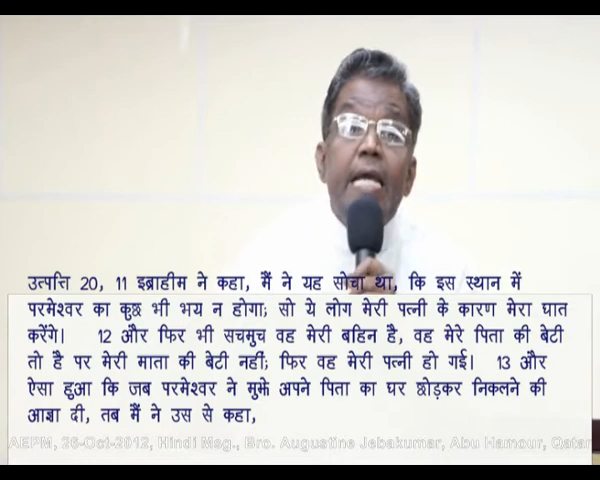 उत्पत्ति 20, 11 इब्राहीम ने कहा, मैं ने यह सोचा था, कि इस स्थान में
परमेश्वर का कुछ भी भय न होगा; सो ये लोग मेरी पत्नी के कारण मेरा घात
करेंगे। 12 और फिर भी सचमुच वह मेरी बहिन है, वह मेरे पिता की बेटी
तो है पर मेरी माता की बेटी नहीं; फिर वह मेरी पत्नी हो गई। 13 और
ऐसा हुआ कि जब परमेश्वर ने मुझे अपने पिता का घर छोड़कर निकलने की
आज्ञा दी, तब मैं ने उस से कहा,
AEPM, 26-Oct-2012, Hindi Msg., Bro. Augustine Jebakumar, Abu Hamour, Qatar